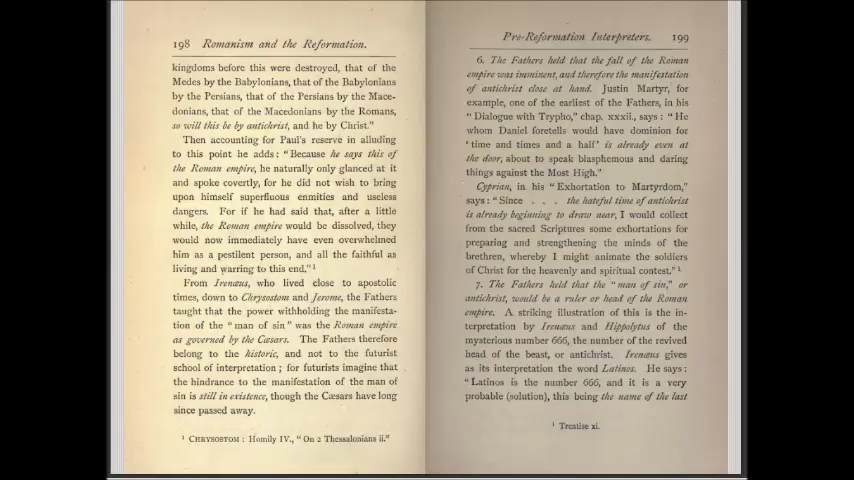 198 Romanism and the Reformation.
kingdoms before this were destroyed, that of the
Medes by the Babylonians, that of the Babylonians
by the Persians, that of the Persians by the Mace-
donians, that of the Macedonians by the Romans,
so will this be by antichrist, and he by Christ."
Then accounting for Paul's reserve in alluding
to this point he adds: "Because he says this of
the Roman empire, he naturally only glanced at it
and spoke covertly, for he did not wish to bring
upon himself superfluous enmities and useless
dangers. For if he had said that, after a little
while, the Roman empire would be dissolved, they
would now immediately have even overwhelmed
him as a pestilent person, and all the faithful as
living and warring to this end."¹
From Irenæus, who lived close to apostolic
times, down to Chrysostom and Jerome, the Fathers
taught that the power withholding the manifesta-
tion of the "man of sin" was the Roman empire
as governed by the Cæsars. The Fathers therefore
belong to the historic, and not to the futurist
school of interpretation; for futurists imagine that
the hindrance to the manifestation of the man of
sin is still in existence, though the Cæsars have long
since passed away.
¹ CHRYSOSTOM: Homily IV., "On 2 Thessalonians ii."
Pre-Reformation Interpreters. 199
6. The Fathers held that the fall of the Roman
empire was imminent, and therefore the manifestation
of antichrist close at hand. Justin Martyr, for
example, one of the earliest of the Fathers, in his
"Dialogue with Trypho," chap. xxxii., says: "He
whom Daniel foretells would have dominion for
'time and times and a half' is already even at
the door, about to speak blasphemous and daring
things against the Most High."
Cyprian, in his "Exhortation to Martyrdom,"
says: "Since . . . the hateful time of antichrist
is already beginning to draw near, I would collect
from the sacred Scriptures some exhortations for
preparing and strengthening the minds of the
brethren, whereby I might animate the soldiers
of Christ for the heavenly and spiritual contest."¹
7. The Fathers held that the "man of sin," or
antichrist, would be a ruler or head of the Roman
empire. A striking illustration of this is the in-
terpretation by Irenæus and Hippolytus of the
mysterious number 666, the number of the revived
head of the beast, or antichrist. Irenæus gives
as its interpretation the word Latinos. He says:
"Latinos is the number 666, and it is a very
probable (solution), this being the name of the last
¹ Treatise xi.